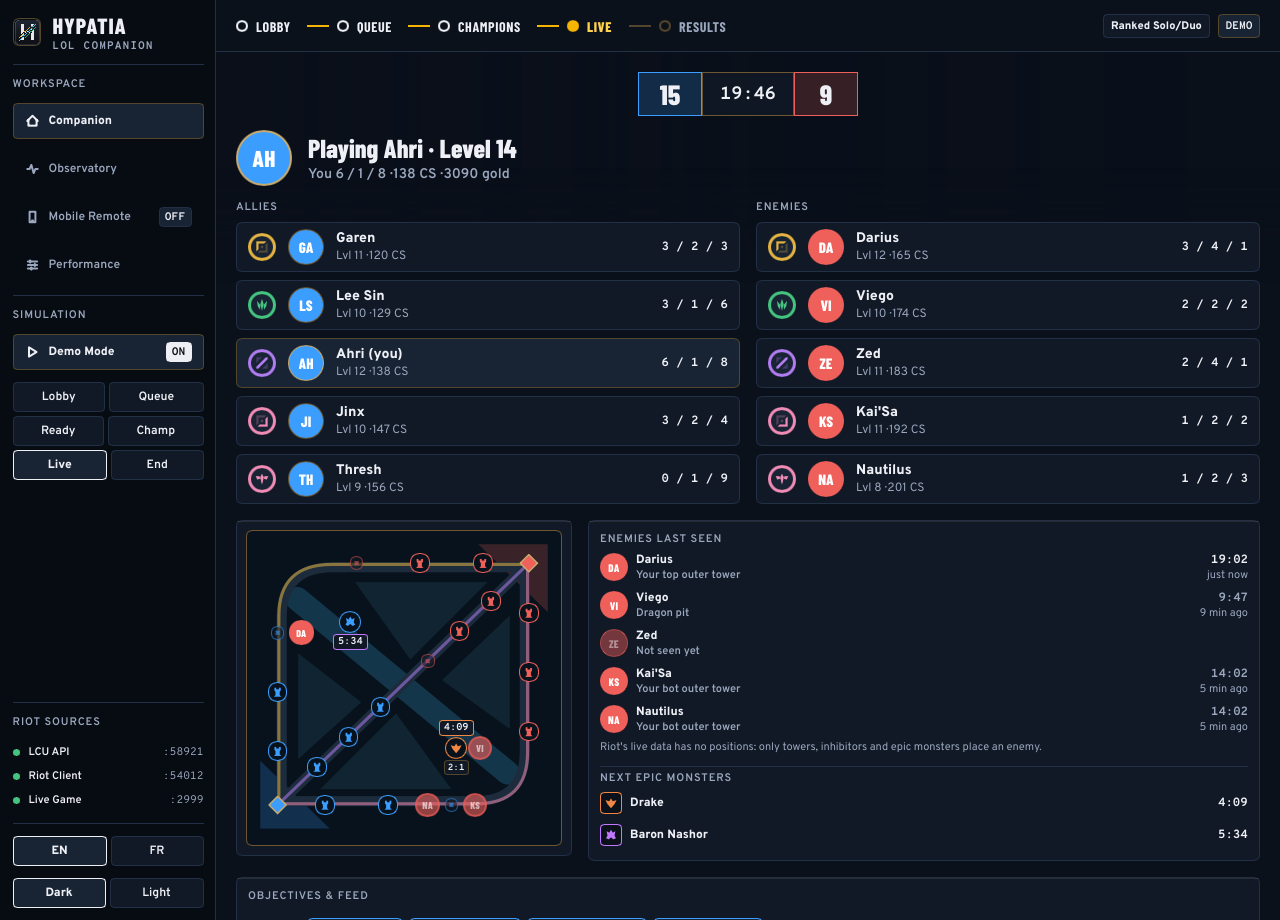 HYPATIA
LOL COMPANION
WORKSPACE
Companion
Observatory
Mobile Remote OFF
Performance
SIMULATION
Demo Mode ON
Lobby Queue
Ready Champ
Live End
RIOT SOURCES
LCU API :58921
Riot Client :54012
Live Game :2999
EN FR
Dark Light
LOBBY QUEUE CHAMPIONS LIVE RESULTS
Ranked Solo/Duo DEMO
15 19:46 9
AH
Playing Ahri · Level 14
You 6 / 1 / 8 ·138 CS ·3090 gold
ALLIES
GA Garen 3 / 2 / 3
Lvl 11 ·120 CS
LS Lee Sin 3 / 1 / 6
Lvl 10 ·129 CS
AH Ahri (you) 6 / 1 / 8
Lvl 12 ·138 CS
JI Jinx 3 / 2 / 4
Lvl 10 ·147 CS
TH Thresh 0 / 1 / 9
Lvl 9 ·156 CS
ENEMIES
DA Darius 3 / 4 / 1
Lvl 12 ·165 CS
VI Viego 2 / 2 / 2
Lvl 10 ·174 CS
ZE Zed 2 / 4 / 1
Lvl 11 ·183 CS
KS Kai'Sa 1 / 2 / 2
Lvl 11 ·192 CS
NA Nautilus 1 / 2 / 3
Lvl 8 ·201 CS
DA
5:34
4:09
VI
2:1
NA KS
ENEMIES LAST SEEN
DA Darius 19:02
Your top outer tower just now
VI Viego 9:47
Dragon pit 9 min ago
ZE Zed
Not seen yet
KS Kai'Sa 14:02
Your bot outer tower 5 min ago
NA Nautilus 14:02
Your bot outer tower 5 min ago
Riot's live data has no positions: only towers, inhibitors and epic monsters place an enemy.
NEXT EPIC MONSTERS
Drake 4:09
Baron Nashor 5:34
OBJECTIVES & FEED